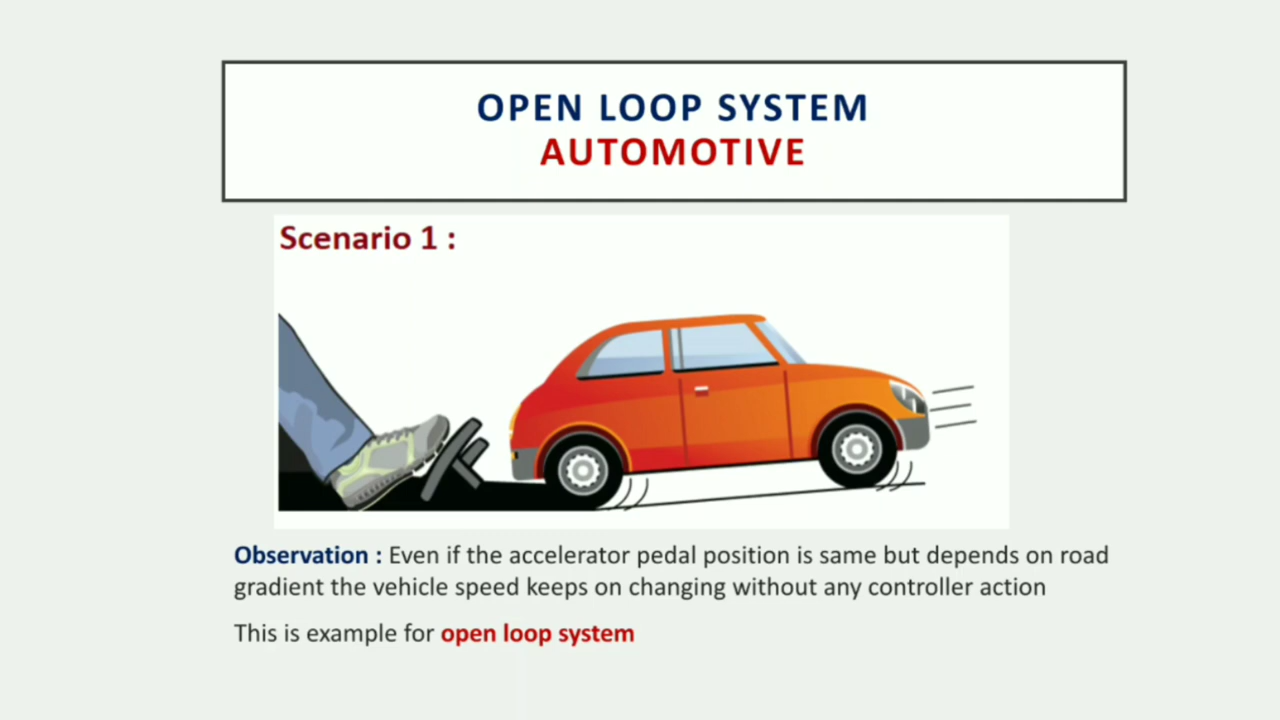 OPEN LOOP SYSTEM
AUTOMOTIVE
Scenario 1 :
Observation : Even if the accelerator pedal position is same but depends on road
gradient the vehicle speed keeps on changing without any controller action
This is example for open loop system